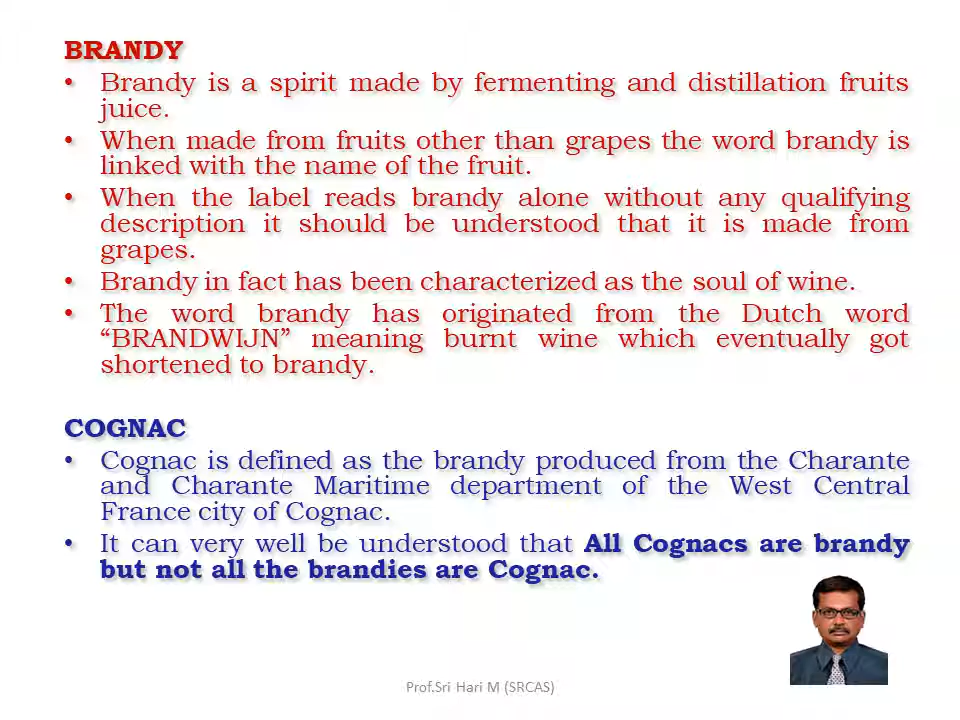 BRANDY
• Brandy is a spirit made by fermenting and distillation fruits
juice.
• When made from fruits other than grapes the word brandy is
linked with the name of the fruit.
• When the label reads brandy alone without any qualifying
description it should be understood that it is made from
grapes.
• Brandy in fact has been characterized as the soul of wine.
• The word brandy has originated from the Dutch word
“BRANDWIJN” meaning burnt wine which eventually got
shortened to brandy.
COGNAC
• Cognac is defined as the brandy produced from the Charante
and Charante Maritime department of the West Central
France city of Cognac.
• It can very well be understood that All Cognacs are brandy
but not all the brandies are Cognac.
Prof.Sri Hari M (SRCAS)